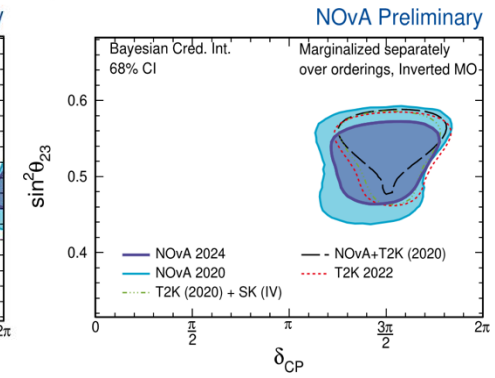 NOvA Preliminary
Bayesian Cred. Int.
68% CI
Marginalized separately
over orderings, Inverted MO
0.6
0.5
0.4
sin²θ₂₃
NOvA 2024
NOvA 2020
T2K (2020) + SK (IV)
NOvA+T2K (2020)
T2K 2022
2π
0
π/2
π
3π/2
2π
δCP